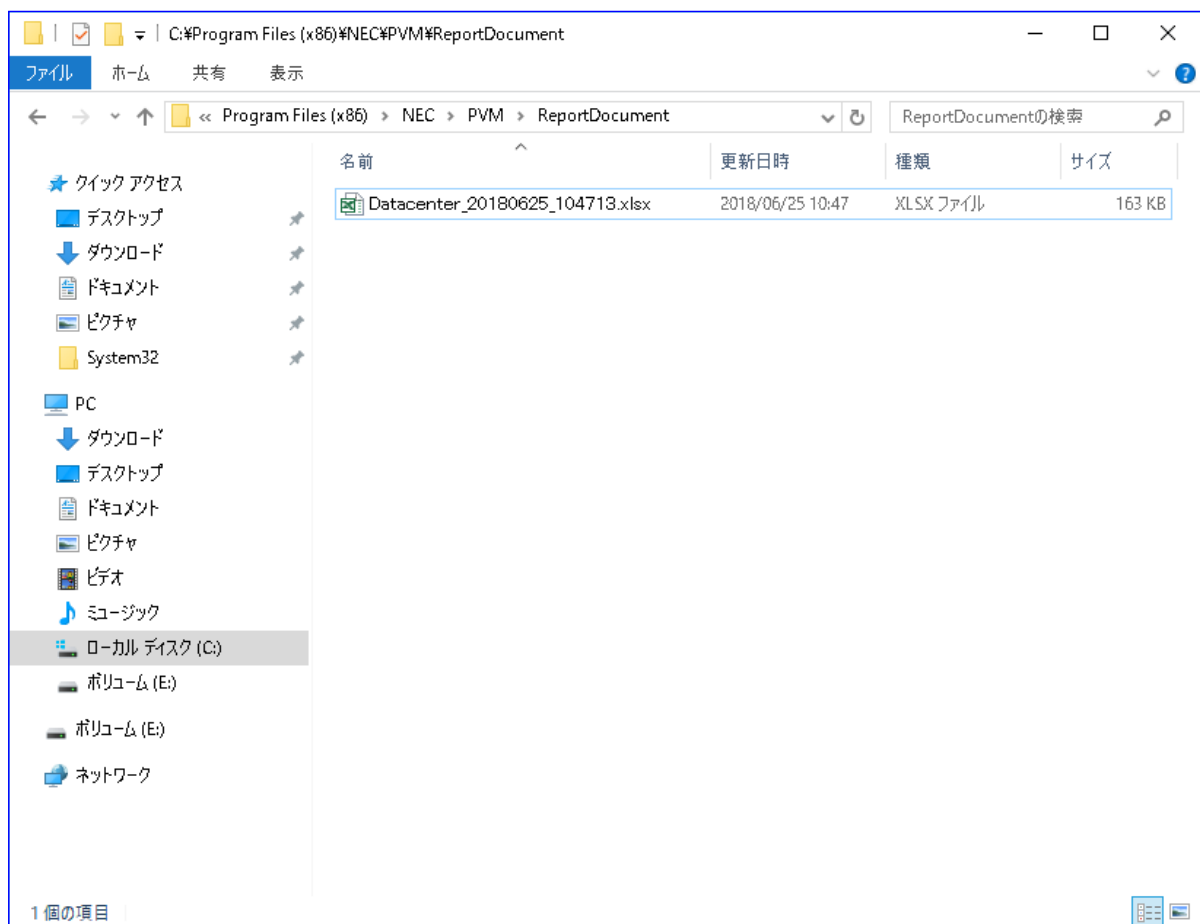 C:¥Program Files (x86)¥NEC¥PVM¥ReportDocument
ファイル ホーム 共有 表示
« Program Files (x86) › NEC › PVM › ReportDocument
ReportDocumentの検索
クイック アクセス
デスクトップ
ダウンロード
ドキュメント
ピクチャ
System32
PC
ダウンロード
デスクトップ
ドキュメント
ピクチャ
ビデオ
ミュージック
ローカル ディスク (C:)
ボリューム (E:)
ボリューム (E:)
ネットワーク
名前 更新日時 種類 サイズ
Datacenter_20180625_104713.xlsx 2018/06/25 10:47 XLSX ファイル 163 KB
1 個の項目